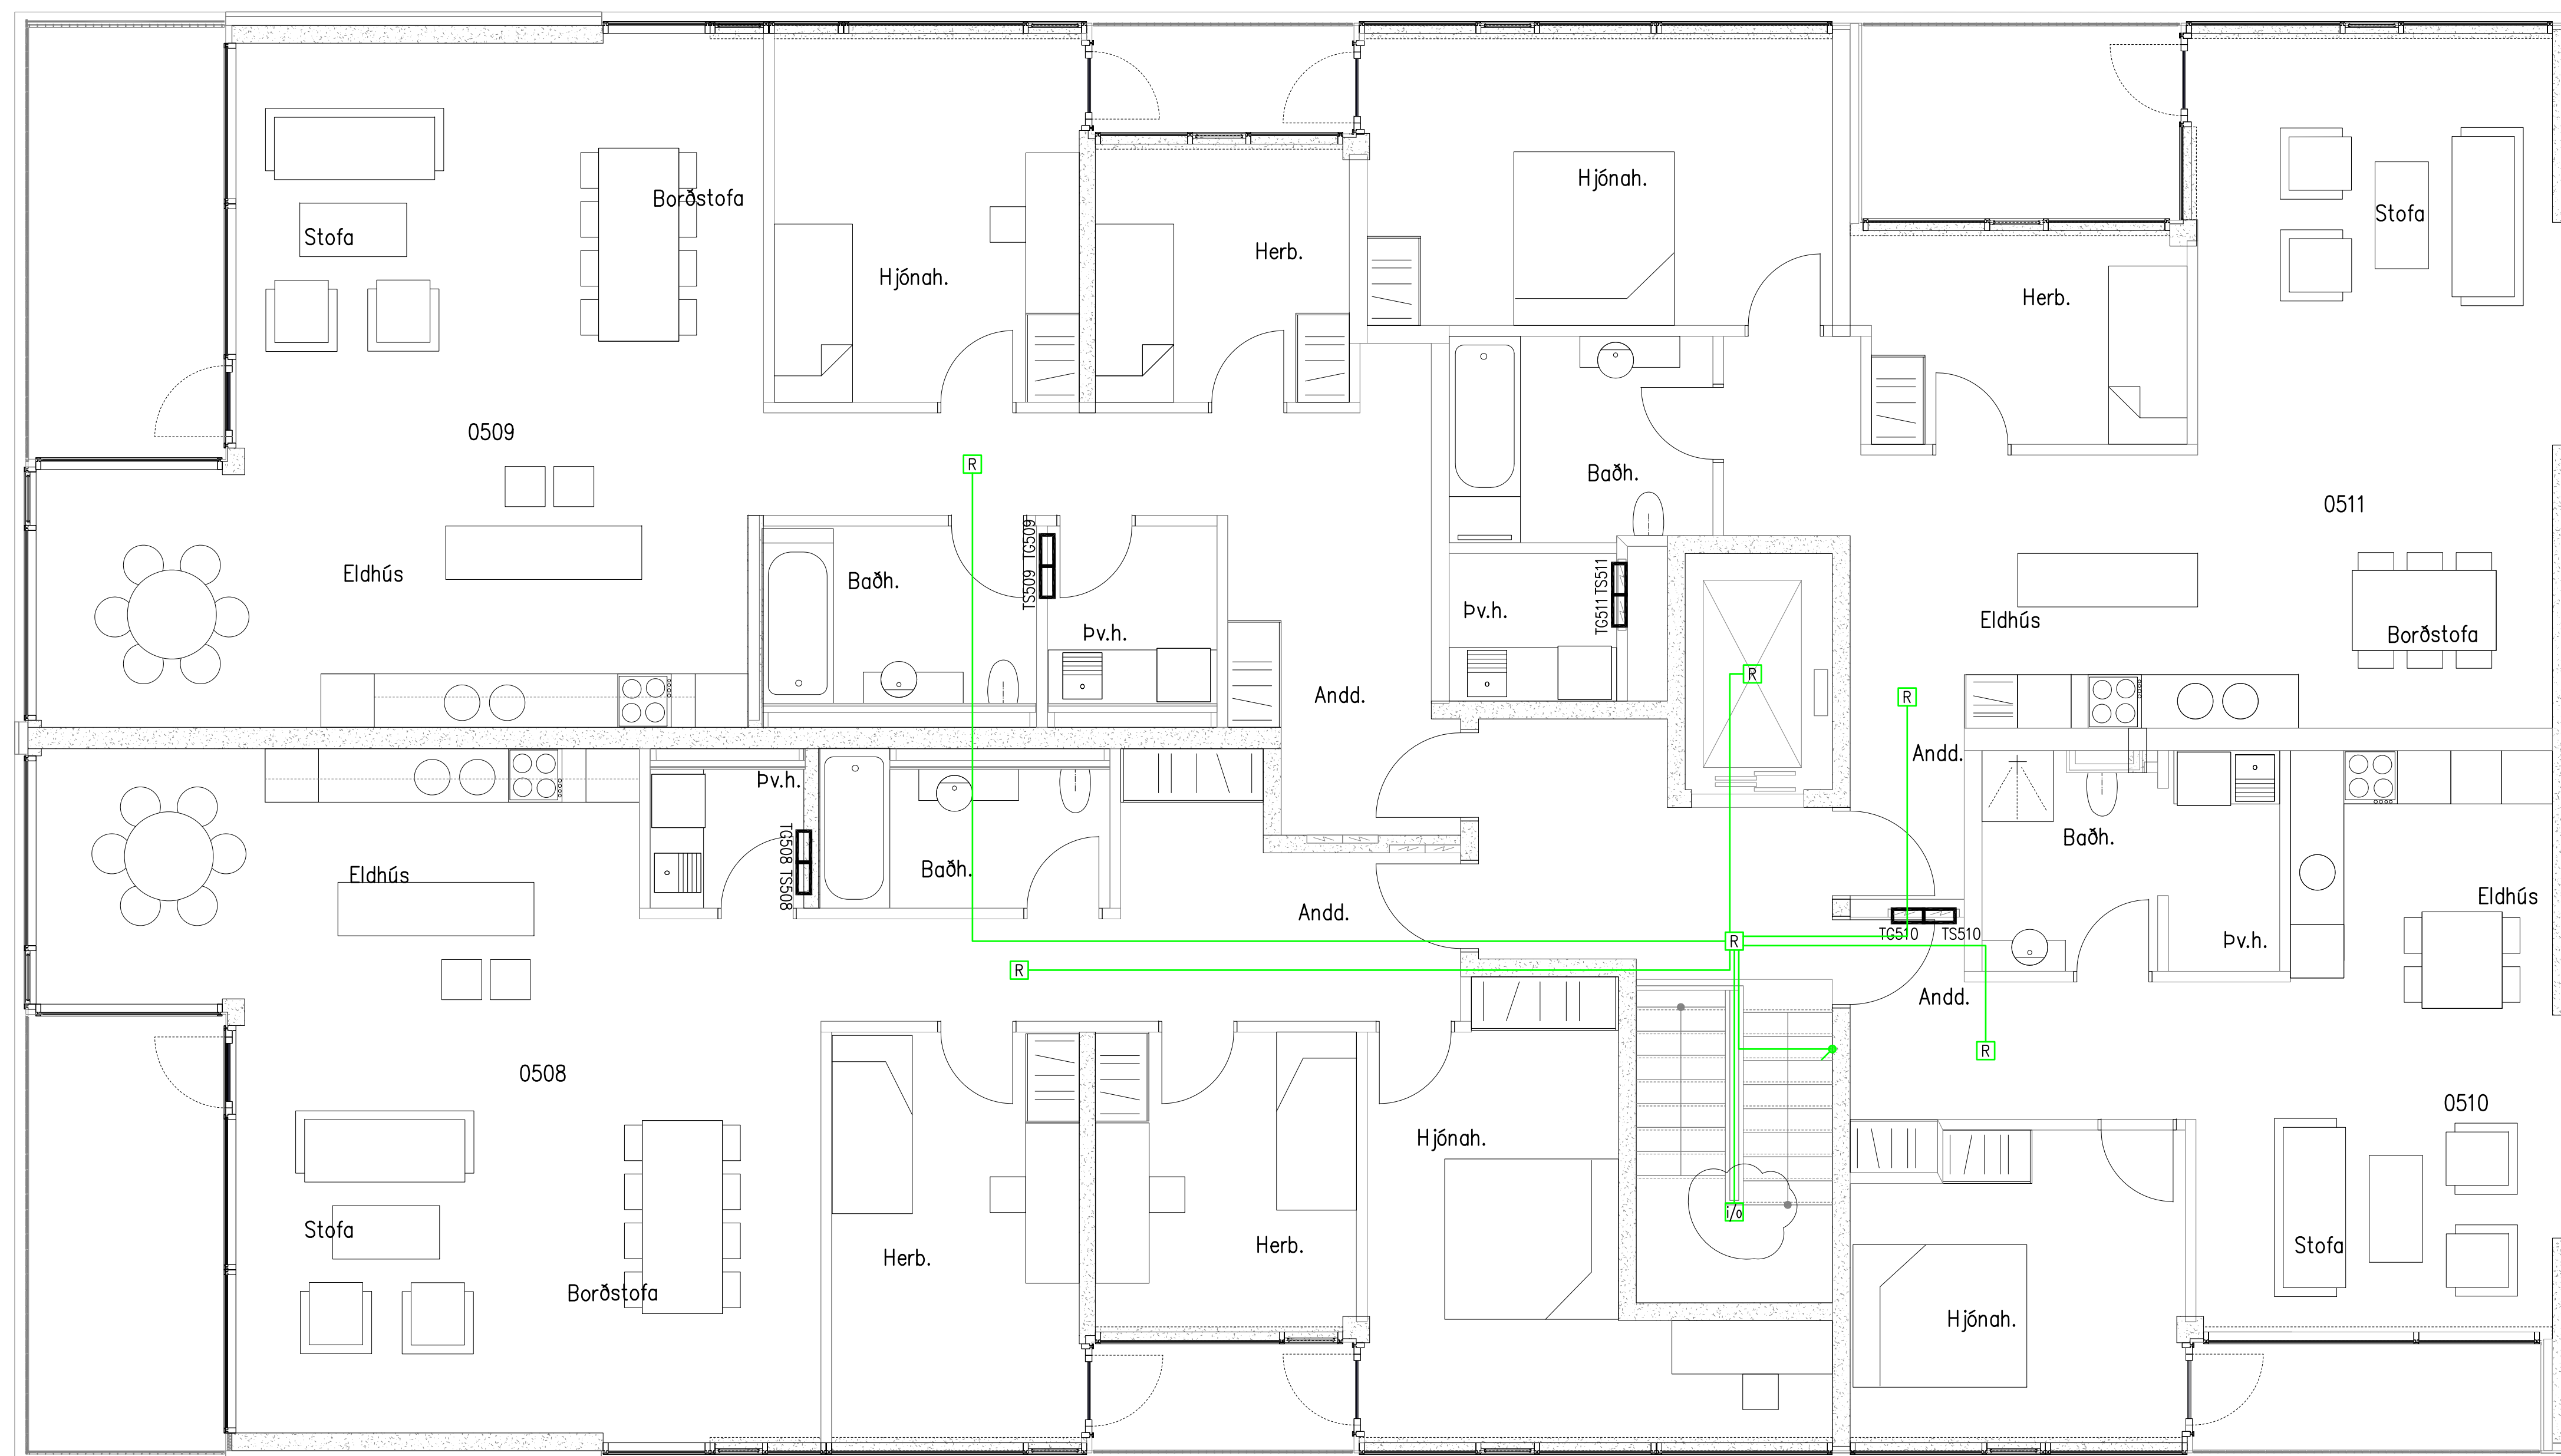 Hjónah.
Borðstofa
Stofa
Stofa
Herb.
Hjónah.
Herb.
0509
R
Baðh.
0511
TS509 TG509
Eldhús
Baðh.
TG511 TS511
Þv.h.
Eldhús
Þv.h.
Borðstofa
R
Andd.
R
Andd.
Þv.h.
Baðh.
TG508 TS508
Baðh.
Eldhús
Eldhús
Andd.
TG510 TS510
R
Þv.h.
R
Andd.
R
0508
0510
Hjónah.
i/o
Stofa
Herb.
Herb.
Stofa
Borðstofa
Hjónah.